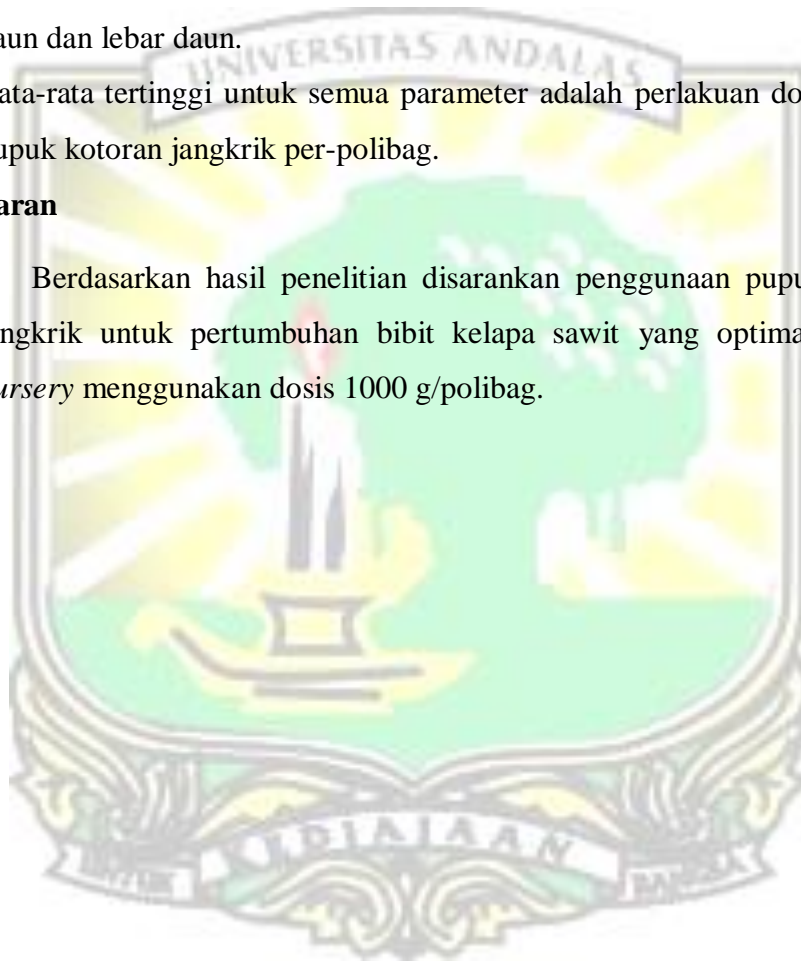 aun dan lebar daun.
UNIVERSITAS ANDALAS
ata-rata tertinggi untuk semua parameter adalah perlakuan do
upuk kotoran jangkrik per-polibag.
aran
Berdasarkan hasil penelitian disarankan penggunaan pupu
ngkrik untuk pertumbuhan bibit kelapa sawit yang optima
ursery menggunakan dosis 1000 g/polibag.
KEDJAJAAN
UNTUK BANGSA